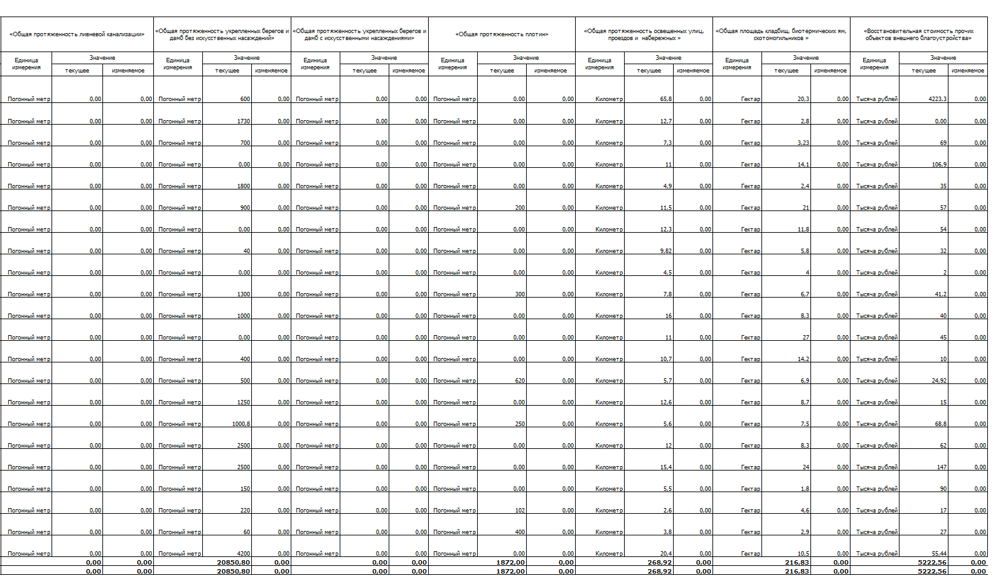 «Общая протяженность ливневой канализации» «Общая протяженность укрепленных берегов и «Общая протяженность укрепленных берегов и «Общая протяженность плотин» «Общая протяженность освещенных улиц, «Общая площадь кладбищ, биотермических ям, «Восстановительная стоимость прочих
дамб без искусственных насаждений» дамб с искусственными насаждениями» проездов и набережных » скотомогильников » объектов внешнего благоустройства»
Единица измерения Значение Единица измерения Значение Единица измерения Значение Единица измерения Значение Единица измерения Значение Единица измерения Значение Единица измерения Значение
текущее изменяемое текущее изменяемое текущее изменяемое текущее изменяемое текущее изменяемое текущее изменяемое текущее изменяемое
Погонный метр 0,00 0,00 Погонный метр 600 0,00 Погонный метр 0,00 0,00 Погонный метр 0,00 0,00 Километр 65,8 0,00 Гектар 20,3 0,00 Тысяча рублей 4223,3 0,00
Погонный метр 0,00 0,00 Погонный метр 1730 0,00 Погонный метр 0,00 0,00 Погонный метр 0,00 0,00 Километр 12,7 0,00 Гектар 2,8 0,00 Тысяча рублей 0,00 0,00
Погонный метр 0,00 0,00 Погонный метр 700 0,00 Погонный метр 0,00 0,00 Погонный метр 0,00 0,00 Километр 7,3 0,00 Гектар 3,23 0,00 Тысяча рублей 69 0,00
Погонный метр 0,00 0,00 Погонный метр 0,00 0,00 Погонный метр 0,00 0,00 Погонный метр 0,00 0,00 Километр 11 0,00 Гектар 14,1 0,00 Тысяча рублей 106,9 0,00
Погонный метр 0,00 0,00 Погонный метр 1800 0,00 Погонный метр 0,00 0,00 Погонный метр 0,00 0,00 Километр 4,9 0,00 Гектар 2,4 0,00 Тысяча рублей 35 0,00
Погонный метр 0,00 0,00 Погонный метр 900 0,00 Погонный метр 0,00 0,00 Погонный метр 200 0,00 Километр 11,5 0,00 Гектар 21 0,00 Тысяча рублей 57 0,00
Погонный метр 0,00 0,00 Погонный метр 0,00 0,00 Погонный метр 0,00 0,00 Погонный метр 0,00 0,00 Километр 12,3 0,00 Гектар 11,8 0,00 Тысяча рублей 54 0,00
Погонный метр 0,00 0,00 Погонный метр 40 0,00 Погонный метр 0,00 0,00 Погонный метр 0,00 0,00 Километр 9,82 0,00 Гектар 5,8 0,00 Тысяча рублей 32 0,00
Погонный метр 0,00 0,00 Погонный метр 0,00 0,00 Погонный метр 0,00 0,00 Погонный метр 0,00 0,00 Километр 4,5 0,00 Гектар 4 0,00 Тысяча рублей 2 0,00
Погонный метр 0,00 0,00 Погонный метр 1300 0,00 Погонный метр 0,00 0,00 Погонный метр 300 0,00 Километр 7,8 0,00 Гектар 6,7 0,00 Тысяча рублей 41,2 0,00
Погонный метр 0,00 0,00 Погонный метр 1000 0,00 Погонный метр 0,00 0,00 Погонный метр 0,00 0,00 Километр 16 0,00 Гектар 8,3 0,00 Тысяча рублей 40 0,00
Погонный метр 0,00 0,00 Погонный метр 0,00 0,00 Погонный метр 0,00 0,00 Погонный метр 0,00 0,00 Километр 11 0,00 Гектар 27 0,00 Тысяча рублей 45 0,00
Погонный метр 0,00 0,00 Погонный метр 400 0,00 Погонный метр 0,00 0,00 Погонный метр 0,00 0,00 Километр 10,7 0,00 Гектар 14,2 0,00 Тысяча рублей 10 0,00
Погонный метр 0,00 0,00 Погонный метр 500 0,00 Погонный метр 0,00 0,00 Погонный метр 620 0,00 Километр 5,7 0,00 Гектар 6,9 0,00 Тысяча рублей 24,92 0,00
Погонный метр 0,00 0,00 Погонный метр 1250 0,00 Погонный метр 0,00 0,00 Погонный метр 0,00 0,00 Километр 12,6 0,00 Гектар 8,7 0,00 Тысяча рублей 15 0,00
Погонный метр 0,00 0,00 Погонный метр 1000,8 0,00 Погонный метр 0,00 0,00 Погонный метр 250 0,00 Километр 5,6 0,00 Гектар 7,5 0,00 Тысяча рублей 68,8 0,00
Погонный метр 0,00 0,00 Погонный метр 2500 0,00 Погонный метр 0,00 0,00 Погонный метр 0,00 0,00 Километр 12 0,00 Гектар 8,3 0,00 Тысяча рублей 62 0,00
Погонный метр 0,00 0,00 Погонный метр 2500 0,00 Погонный метр 0,00 0,00 Погонный метр 0,00 0,00 Километр 15,4 0,00 Гектар 24 0,00 Тысяча рублей 147 0,00
Погонный метр 0,00 0,00 Погонный метр 150 0,00 Погонный метр 0,00 0,00 Погонный метр 0,00 0,00 Километр 5,5 0,00 Гектар 1,8 0,00 Тысяча рублей 90 0,00
Погонный метр 0,00 0,00 Погонный метр 220 0,00 Погонный метр 0,00 0,00 Погонный метр 102 0,00 Километр 2,6 0,00 Гектар 4,6 0,00 Тысяча рублей 17 0,00
Погонный метр 0,00 0,00 Погонный метр 60 0,00 Погонный метр 0,00 0,00 Погонный метр 400 0,00 Километр 3,8 0,00 Гектар 2,9 0,00 Тысяча рублей 27 0,00
Погонный метр 0,00 0,00 Погонный метр 4200 0,00 Погонный метр 0,00 0,00 Погонный метр 0,00 0,00 Километр 20,4 0,00 Гектар 10,5 0,00 Тысяча рублей 55,44 0,00
0,00 0,00 20850,80 0,00 0,00 0,00 1872,00 0,00 268,92 0,00 216,83 0,00 5222,56 0,00
0,00 0,00 20850,80 0,00 0,00 0,00 1872,00 0,00 268,92 0,00 216,83 0,00 5222,56 0,00